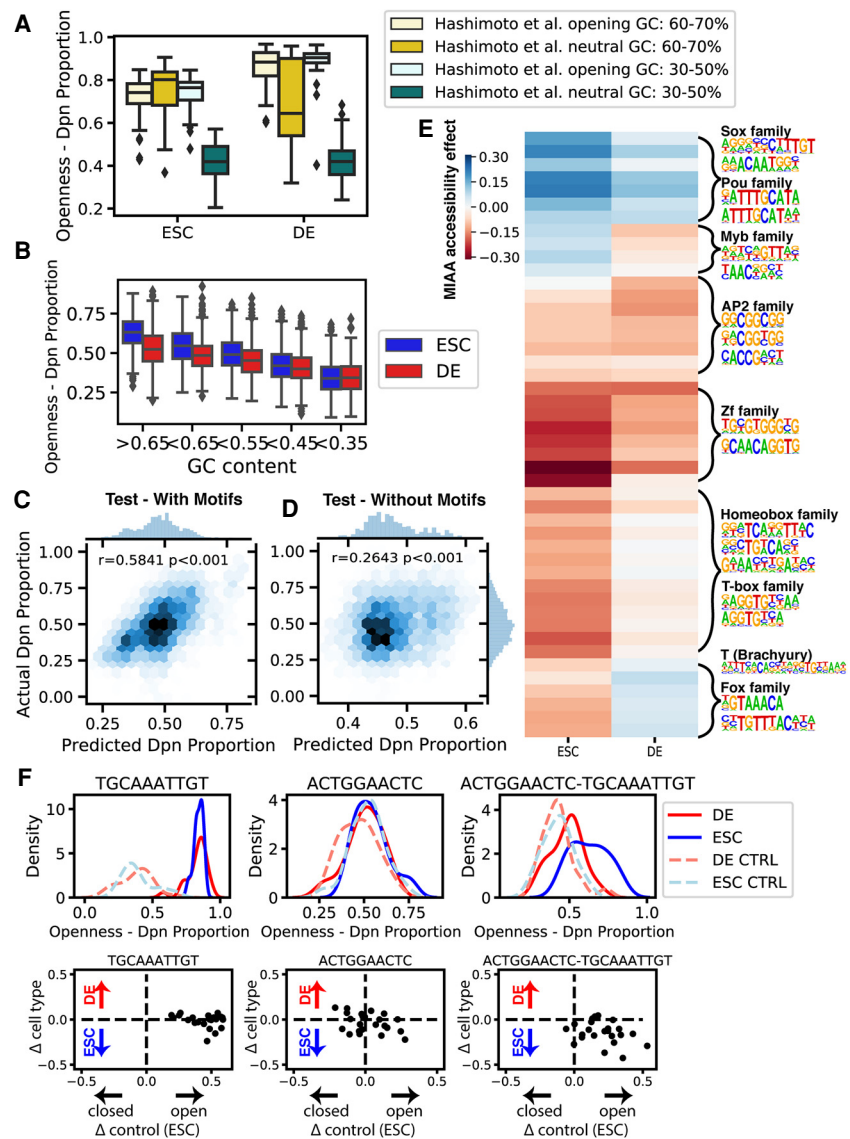 A
Openness - Dpn Proportion
1.0
0.8
0.6
0.4
0.2
ESC
DE
Hashimoto et al. opening GC: 60-70%
Hashimoto et al. neutral GC: 60-70%
Hashimoto et al. opening GC: 30-50%
Hashimoto et al. neutral GC: 30-50%
B
Openness - Dpn Proportion
0.75
0.50
0.25
>0.65
<0.65
<0.55
<0.45
<0.35
GC content
ESC
DE
C
Test - With Motifs
r=0.5841 p<0.001
Actual Dpn Proportion
1.00
0.75
0.50
0.25
0.00
0.25
0.50
0.75
Predicted Dpn Proportion
D
Test - Without Motifs
r=0.2643 p<0.001
1.00
0.75
0.50
0.25
0.00
0.4
0.5
0.6
Predicted Dpn Proportion
E
MIAA accessibility effect
0.30
0.15
0.00
−0.15
−0.30
ESC
DE
Sox family
Pou family
GATTTGCATA
ATTTGCATAT
Myb family
AP2 family
GGCGGCGG
Zf family
GCAACAGGTG
Homeobox family
T-box family
T (Brachyury)
Fox family
F
TGCAAATTGT
Density
10
5
0
0.0
0.5
1.0
Openness - Dpn Proportion
ACTGGAACTC
Density
4
2
0
0.25
0.50
0.75
Openness - Dpn Proportion
ACTGGAACTC-TGCAAATTGT
Density
4
2
0
0.5
1.0
Openness - Dpn Proportion
DE
ESC
DE CTRL
ESC CTRL
TGCAAATTGT
Δ cell type
0.5
0.0
−0.5
DE
ESC
0.0
0.5
closed
open
Δ control (ESC)
ACTGGAACTC
Δ cell type
0.5
0.0
−0.5
DE
ESC
0.0
0.5
closed
open
Δ control (ESC)
ACTGGAACTC-TGCAAATTGT
Δ cell type
0.5
0.0
−0.5
DE
ESC
0.0
0.5
closed
open
Δ control (ESC)